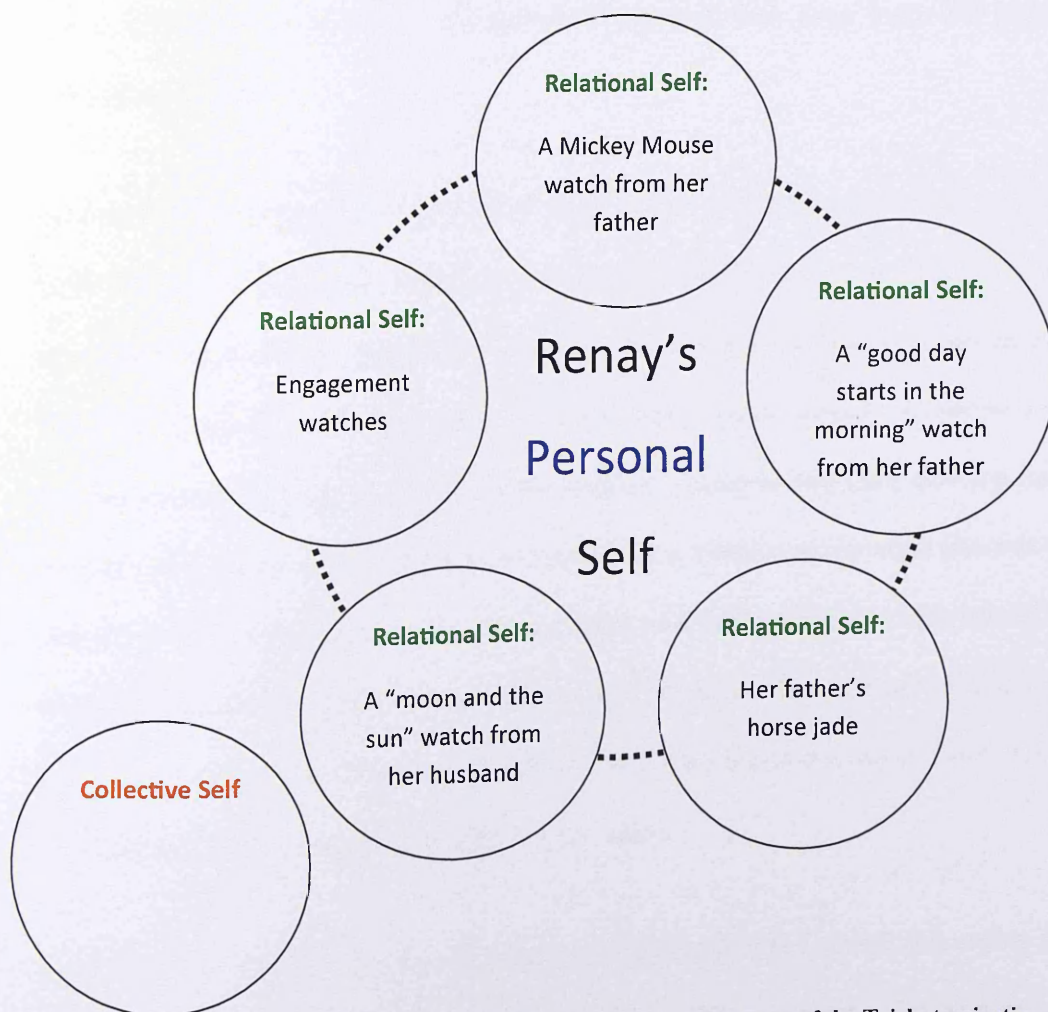 Relational Self:
A Mickey Mouse
watch from her
father
Relational Self:
A “good day
starts in the
morning” watch
from her father
Relational Self:
Engagement
watches
Renay’s
Personal
Self
Relational Self:
A “moon and the
sun” watch from
her husband
Relational Self:
Her father’s
horse jade
Collective Self